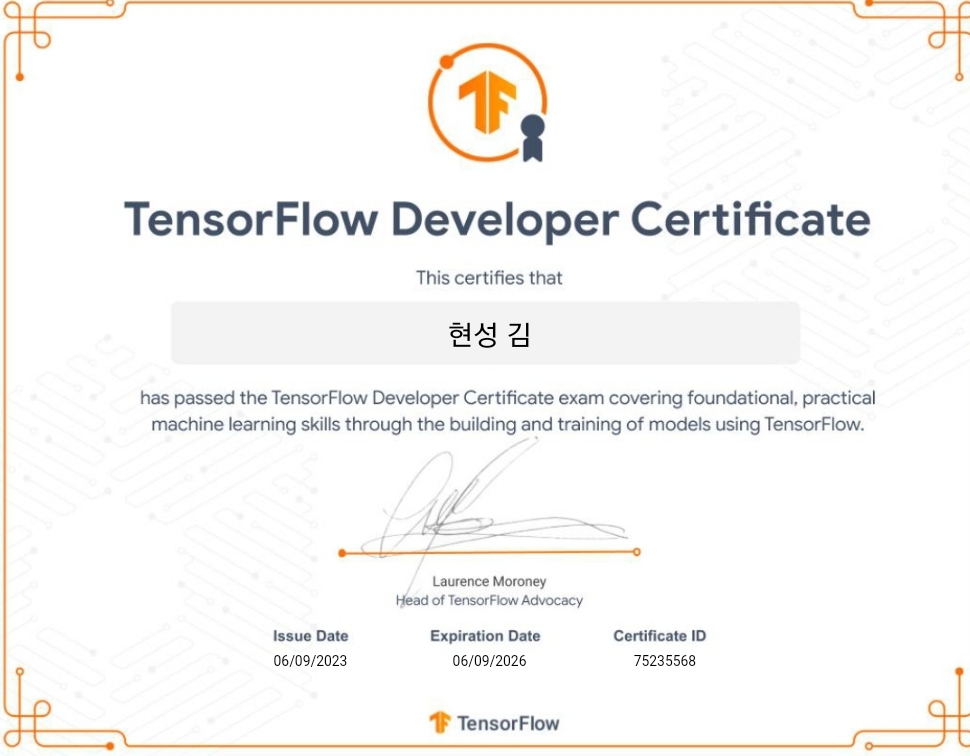 TensorFlow Developer Certificate
This certifies that
현성 김
has passed the TensorFlow Developer Certificate exam covering foundational, practical
machine learning skills through the building and training of models using TensorFlow.
Laurence Moroney
Head of TensorFlow Advocacy
Issue Date Expiration Date Certificate ID
06/09/2023 06/09/2026 75235568
TensorFlow